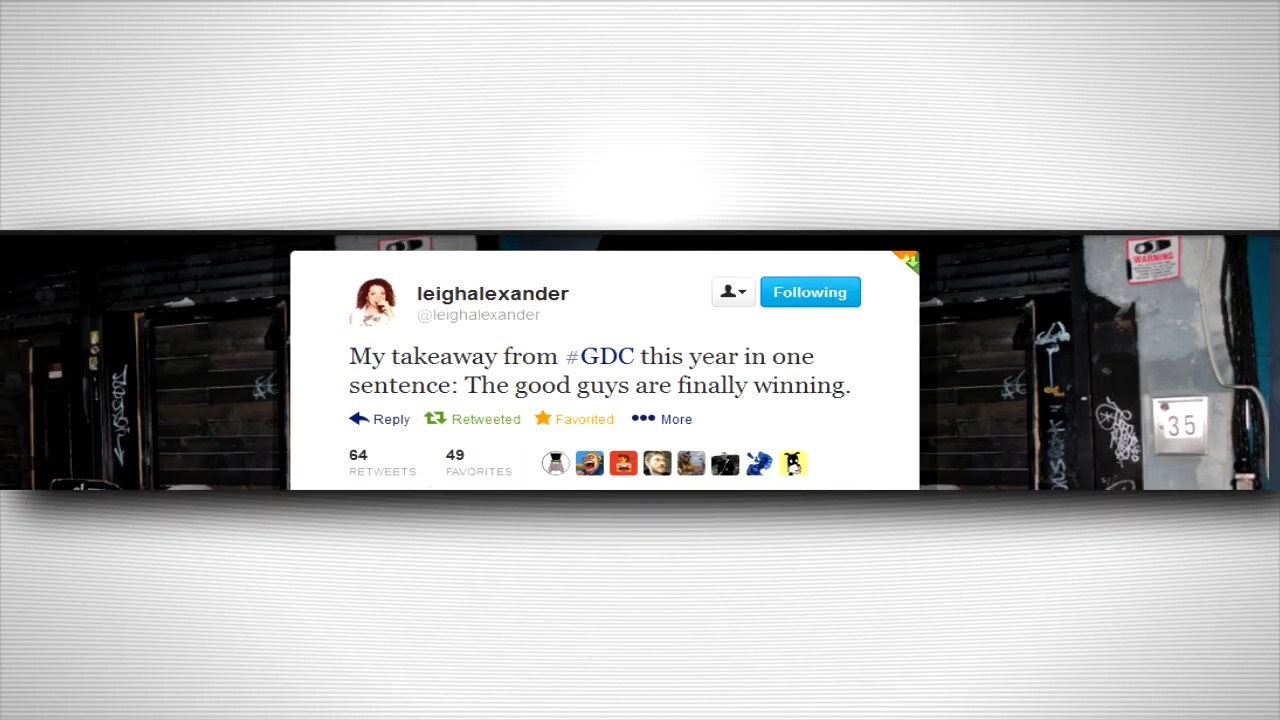 leighalexander
@leighalexander
Following
My takeaway from #GDC this year in one
sentence: The good guys are finally winning.
Reply Retweeted Favorited More
64 49
RETWEETS FAVORITES
WARNING
35